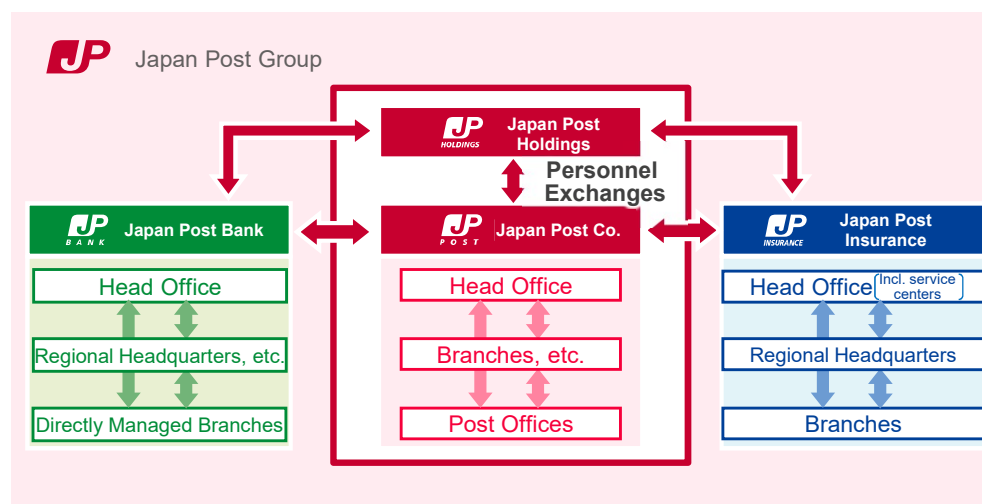 JP Japan Post Group
JP HOLDINGS Japan Post
Holdings
Personnel
Exchanges
JP BANK Japan Post Bank
JP POST Japan Post Co.
JP INSURANCE Japan Post
Insurance
Head Office
Regional Headquarters, etc.
Directly Managed Branches
Head Office
Branches, etc.
Post Offices
Head Office Incl. service
centers
Regional Headquarters
Branches